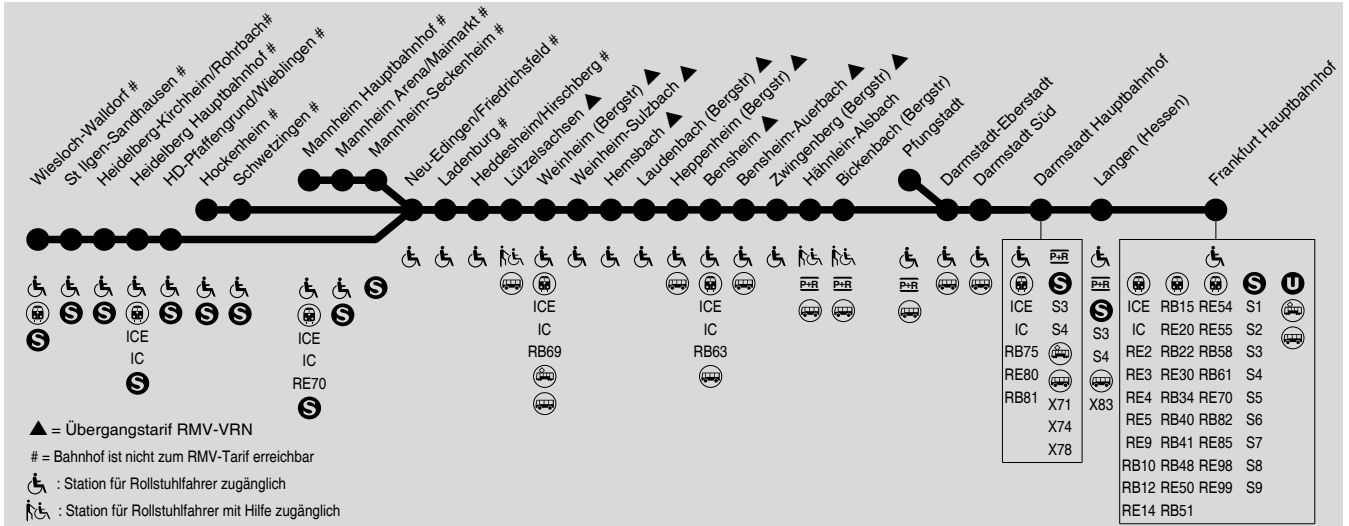 Wiesloch-Walldorf #
St Ilgen-Sandhausen #
Heidelberg-Kirchheim/Rohrbach#
Heidelberg Hauptbahnhof #
HD-Pfaffengrund/Wieblingen #
Hockenheim #
Schwetzingen #
Mannheim Hauptbahnhof #
Mannheim Arena/Maimarkt #
Mannheim-Seckenheim #
Neu-Edingen/Friedrichsfeld #
Ladenburg #
Heddesheim/Hirschberg #
Lützelsachsen ▲
Weinheim (Bergstr) ▲
Weinheim-Sulzbach ▲
Hemsbach ▲
Laudenbach (Bergstr) ▲
Heppenheim (Bergstr) ▲
Bensheim ▲
Bensheim-Auerbach ▲
Zwingenberg (Bergstr) ▲
Hähnlein-Alsbach
Bickenbach (Bergstr)
Pfungstadt
Darmstadt-Eberstadt
Darmstadt Süd
Darmstadt Hauptbahnhof
Langen (Hessen)
Frankfurt Hauptbahnhof
S
S
S
ICE
IC
S
S
S
S
ICE
IC
RE70
S
S
S
ICE
IC
RB69
ICE
IC
RB63
P+R
P+R
P+R
ICE
IC
RB75
RE80
RB81
P+R
S
S3
S4
X71
X74
X78
P+R
S
S3
S4
X83
S U
ICE RB15 RE54 S1
IC RE20 RE55 S2
RE2 RB22 RB58 S3
RE3 RE30 RB61 S4
RE4 RB34 RE70 S5
RE5 RB40 RB82 S6
RE9 RB41 RE85 S7
RB10 RB48 RE98 S8
RB12 RE50 RE99 S9
RE14 RB51
▲ = Übergangstarif RMV-VRN
# = Bahnhof ist nicht zum RMV-Tarif erreichbar
: Station für Rollstuhlfahrer zugänglich
: Station für Rollstuhlfahrer mit Hilfe zugänglich